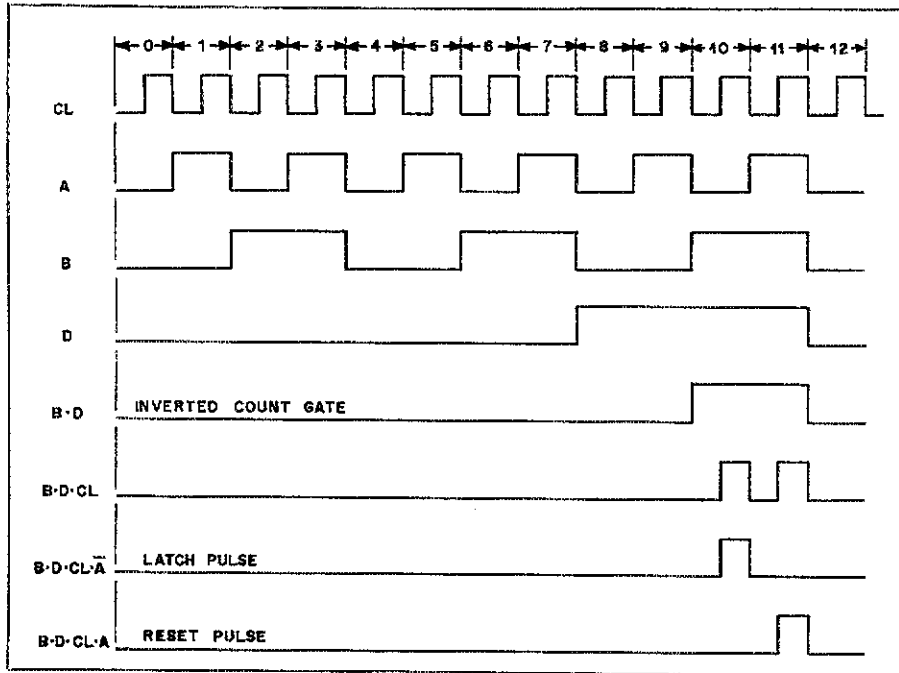 0 1 2 3 4 5 6 7 8 9 10 11 12
CL
A
B
D
B·D INVERTED COUNT GATE
B·D·CL
B·D·CL·A̅ LATCH PULSE
B·D·CL·A RESET PULSE